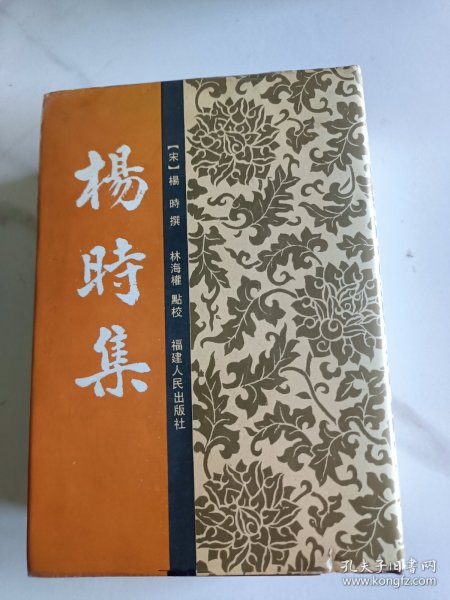 楊時集
【宋】楊時撰 林海權 點校 福建人民出版社
孔夫子旧书网
www.kongfz.com